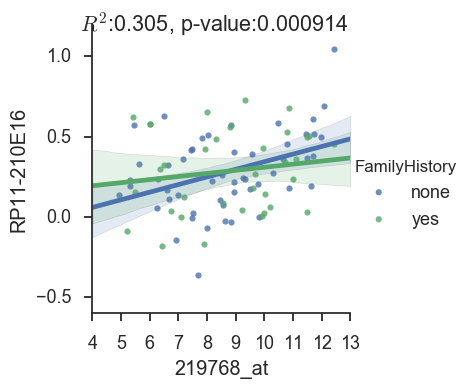 R²:0.305, p-value:0.000914
1.0
0.5
0.0
−0.5
RP11-210E16
4 5 6 7 8 9 10 11 12 13
219768_at
FamilyHistory
none
yes